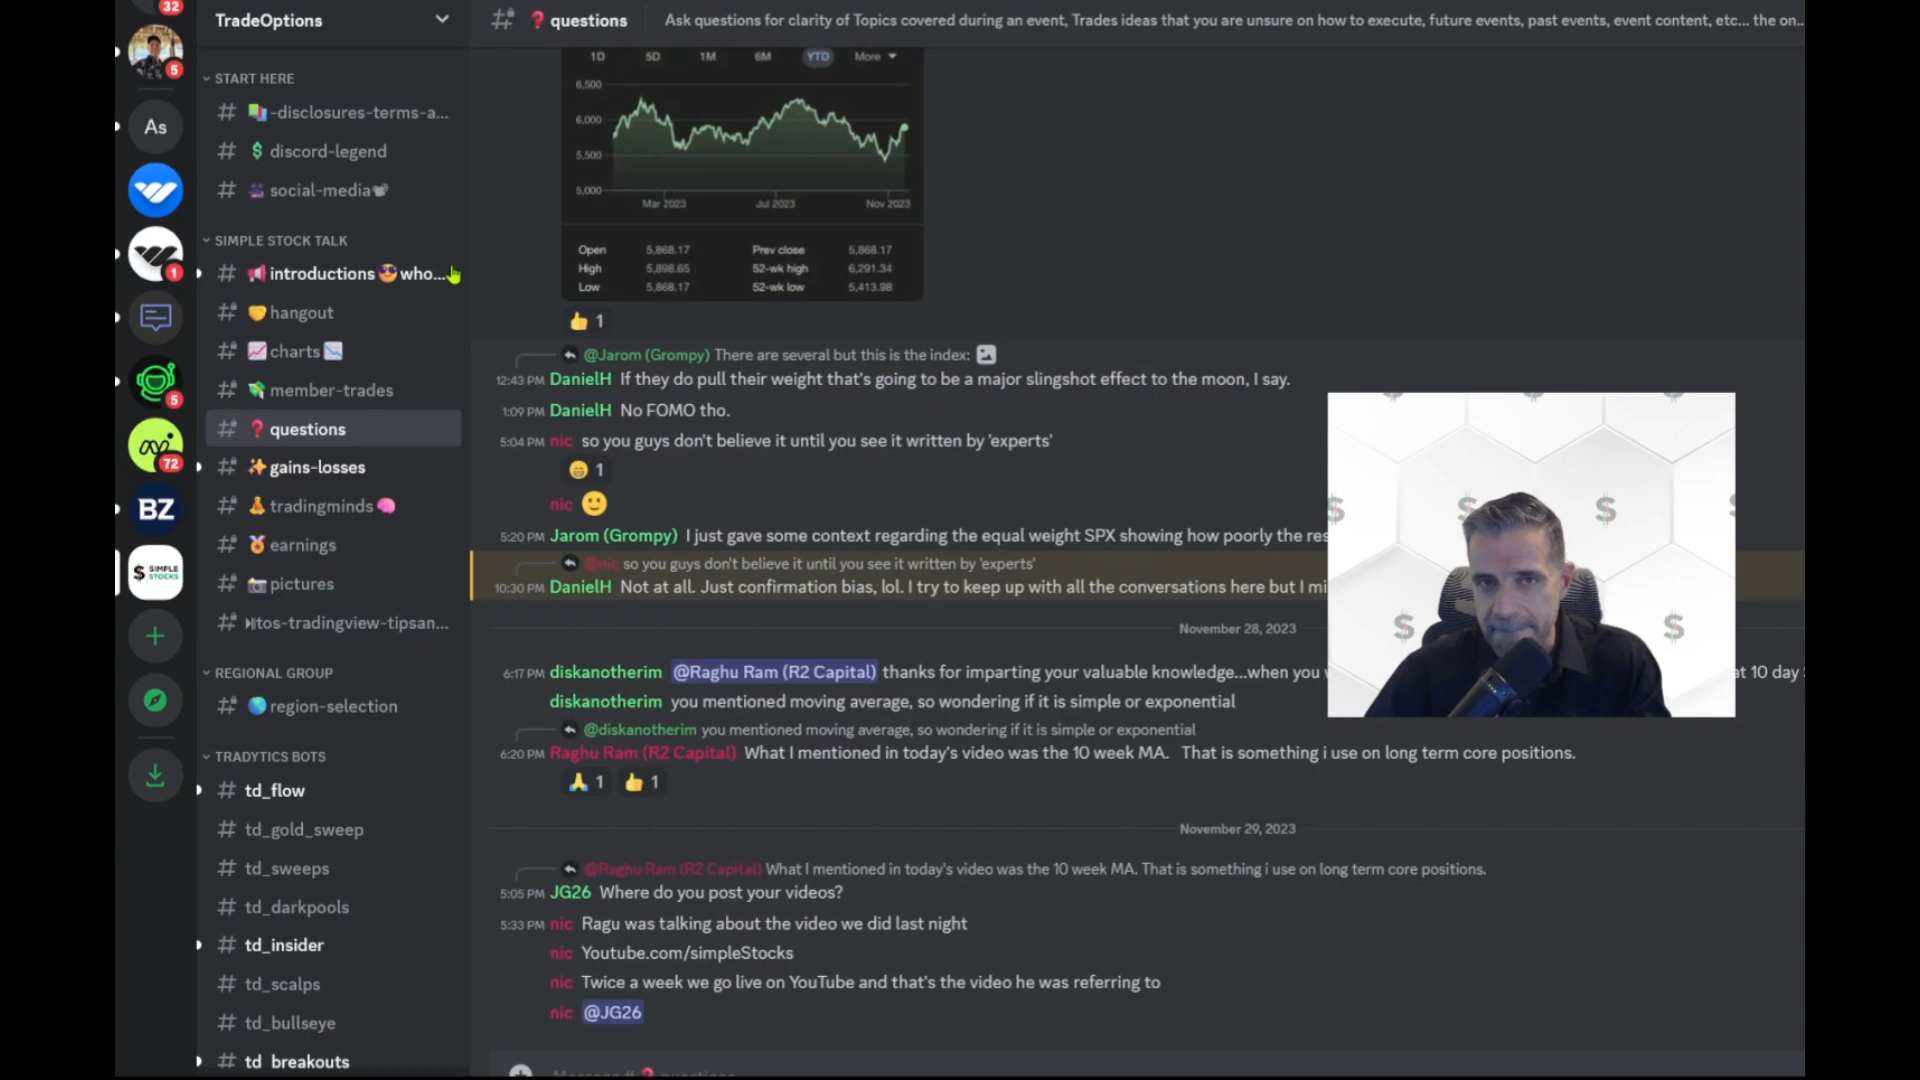 32
TradeOptions
questions
Ask questions for clarity of Topics covered during an event, Trades ideas that you are unsure on how to execute, future events, past events, event content, etc... the on...
5
START HERE
-disclosures-terms-a...
discord-legend
social-media
As
SIMPLE STOCK TALK
introductions who...
hangout
charts
member-trades
questions
gains-losses
tradingminds
earnings
pictures
tos-tradingview-tipsan...
1
5
72
BZ
$ SIMPLE STOCKS
REGIONAL GROUP
region-selection
TRADYTICS BOTS
td_flow
td_gold_sweep
td_sweeps
td_darkpools
td_insider
td_scalps
td_bullseye
td_breakouts
1D 5D 1M 6M YTD More
6,500
6,000
5,500
5,000
Mar 2023 Jul 2023 Nov 2023
Open 5,868.17 Prev close 5,868.17
High 5,898.65 52-wk high 6,291.34
Low 5,868.17 52-wk low 5,413.98
1
@Jarom (Grompy) There are several but this is the index:
12:43 PM DanielH If they do pull their weight that's going to be a major slingshot effect to the moon, I say.
1:09 PM DanielH No FOMO tho.
5:04 PM nic so you guys don't believe it until you see it written by 'experts'
1
nic
5:20 PM Jarom (Grompy) I just gave some context regarding the equal weight SPX showing how poorly the res
@nic so you guys don't believe it until you see it written by 'experts'
10:30 PM DanielH Not at all. Just confirmation bias, lol. I try to keep up with all the conversations here but I mi
November 28, 2023
6:17 PM diskanotherim @Raghu Ram (R2 Capital) thanks for imparting your valuable knowledge...when you at 10 day
diskanotherim you mentioned moving average, so wondering if it is simple or exponential
@diskanotherim you mentioned moving average, so wondering if it is simple or exponential
6:20 PM Raghu Ram (R2 Capital) What I mentioned in today's video was the 10 week MA. That is something i use on long term core positions.
1 1
November 29, 2023
@Raghu Ram (R2 Capital) What I mentioned in today's video was the 10 week MA. That is something i use on long term core positions.
5:05 PM JG26 Where do you post your videos?
5:33 PM nic Ragu was talking about the video we did last night
nic Youtube.com/simpleStocks
nic Twice a week we go live on YouTube and that's the video he was referring to
nic @JG26